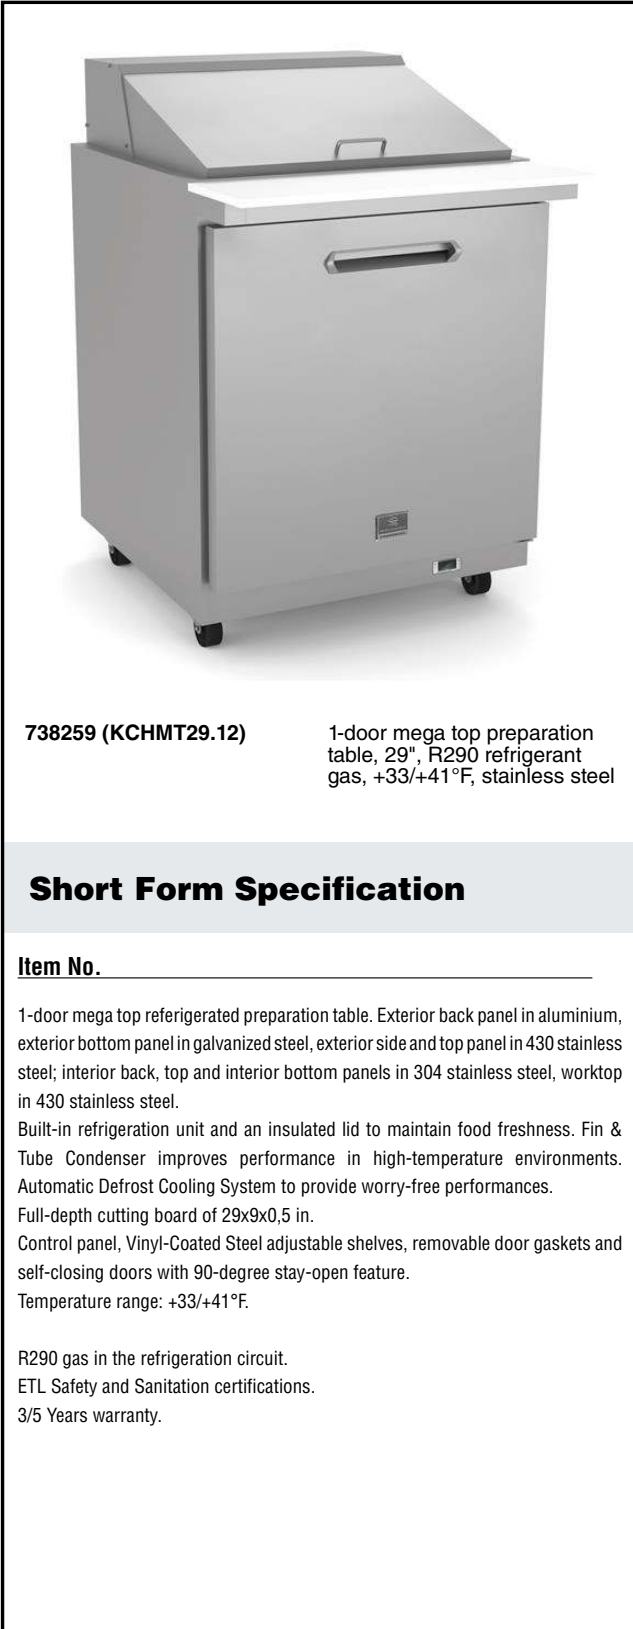 738259 (KCHMT29.12)
1-door mega top preparation
table, 29", R290 refrigerant
gas, +33/+41°F, stainless steel
Short Form Specification
Item No.
1-door mega top referigerated preparation table. Exterior back panel in aluminium,
exterior bottom panel in galvanized steel, exterior side and top panel in 430 stainless
steel; interior back, top and interior bottom panels in 304 stainless steel, worktop
in 430 stainless steel.
Built-in refrigeration unit and an insulated lid to maintain food freshness. Fin &
Tube Condenser improves performance in high-temperature environments.
Automatic Defrost Cooling System to provide worry-free performances.
Full-depth cutting board of 29x9x0,5 in.
Control panel, Vinyl-Coated Steel adjustable shelves, removable door gaskets and
self-closing doors with 90-degree stay-open feature.
Temperature range: +33/+41°F.
R290 gas in the refrigeration circuit.
ETL Safety and Sanitation certifications.
3/5 Years warranty.